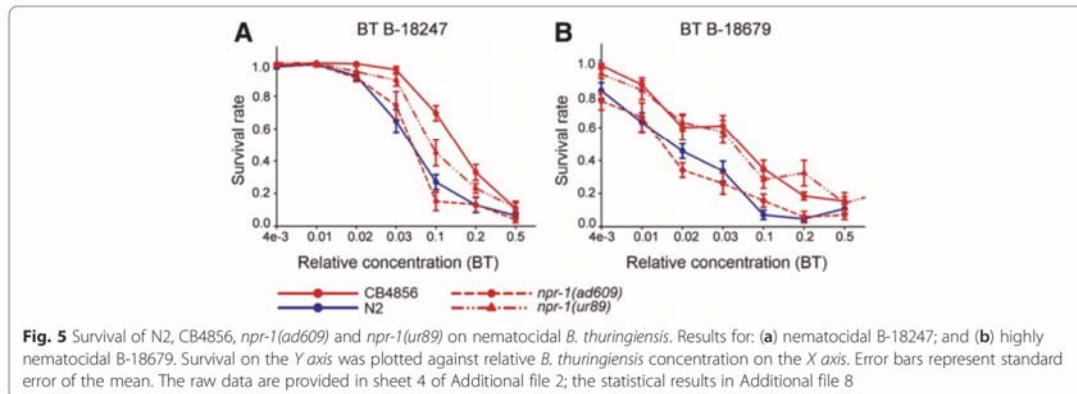 A
BT B-18247
B
BT B-18679
Survival rate
1.0
0.8
0.6
0.4
0.2
0.0
4e-3 0.01 0.02 0.03 0.1 0.2 0.5
Relative concentration (BT)
Survival rate
1.0
0.8
0.6
0.4
0.2
0.0
4e-3 0.01 0.02 0.03 0.1 0.2 0.5
Relative concentration (BT)
CB4856
N2
npr-1(ad609)
npr-1(ur89)
Fig. 5 Survival of N2, CB4856, npr-1(ad609) and npr-1(ur89) on nematocidal B. thuringiensis. Results for: (a) nematocidal B-18247; and (b) highly
nematocidal B-18679. Survival on the Y axis was plotted against relative B. thuringiensis concentration on the X axis. Error bars represent standard
error of the mean. The raw data are provided in sheet 4 of Additional file 2; the statistical results in Additional file 8